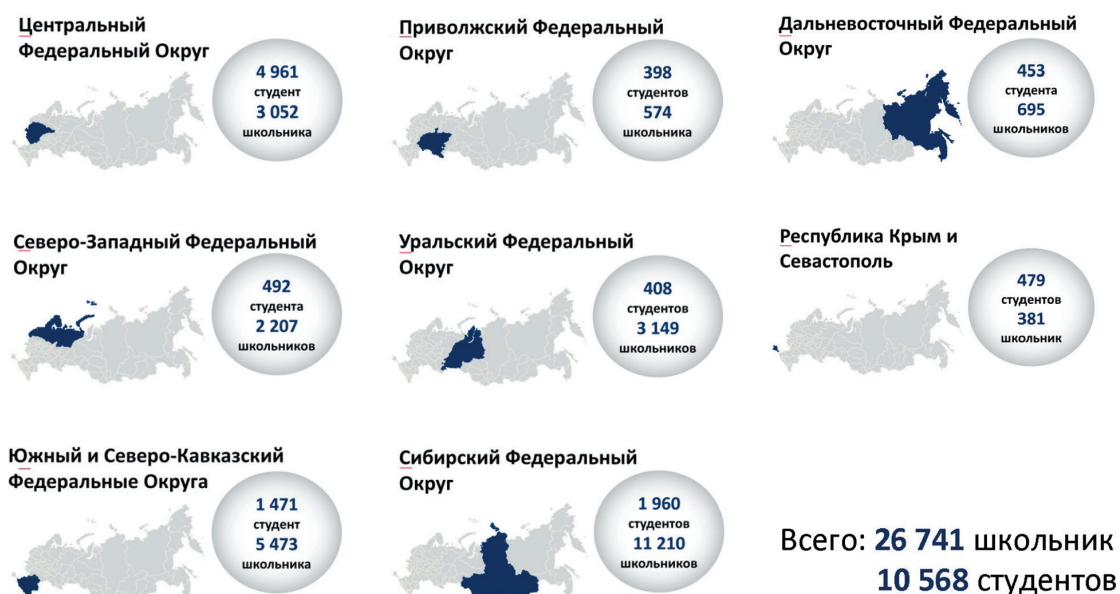 Центральный
Федеральный Округ
4 961
студент
3 052
школьника
Приволжский Федеральный
Округ
398
студентов
574
школьника
Дальневосточный Федеральный
Округ
453
студента
695
школьников
Северо-Западный Федеральный
Округ
492
студента
2 207
школьников
Уральский Федеральный
Округ
408
студентов
3 149
школьников
Республика Крым и
Севастополь
479
студентов
381
школьник
Южный и Северо-Кавказский
Федеральные Округа
1 471
студент
5 473
школьника
Сибирский Федеральный
Округ
1 960
студентов
11 210
школьников
Всего: 26 741 школьник
10 568 студентов